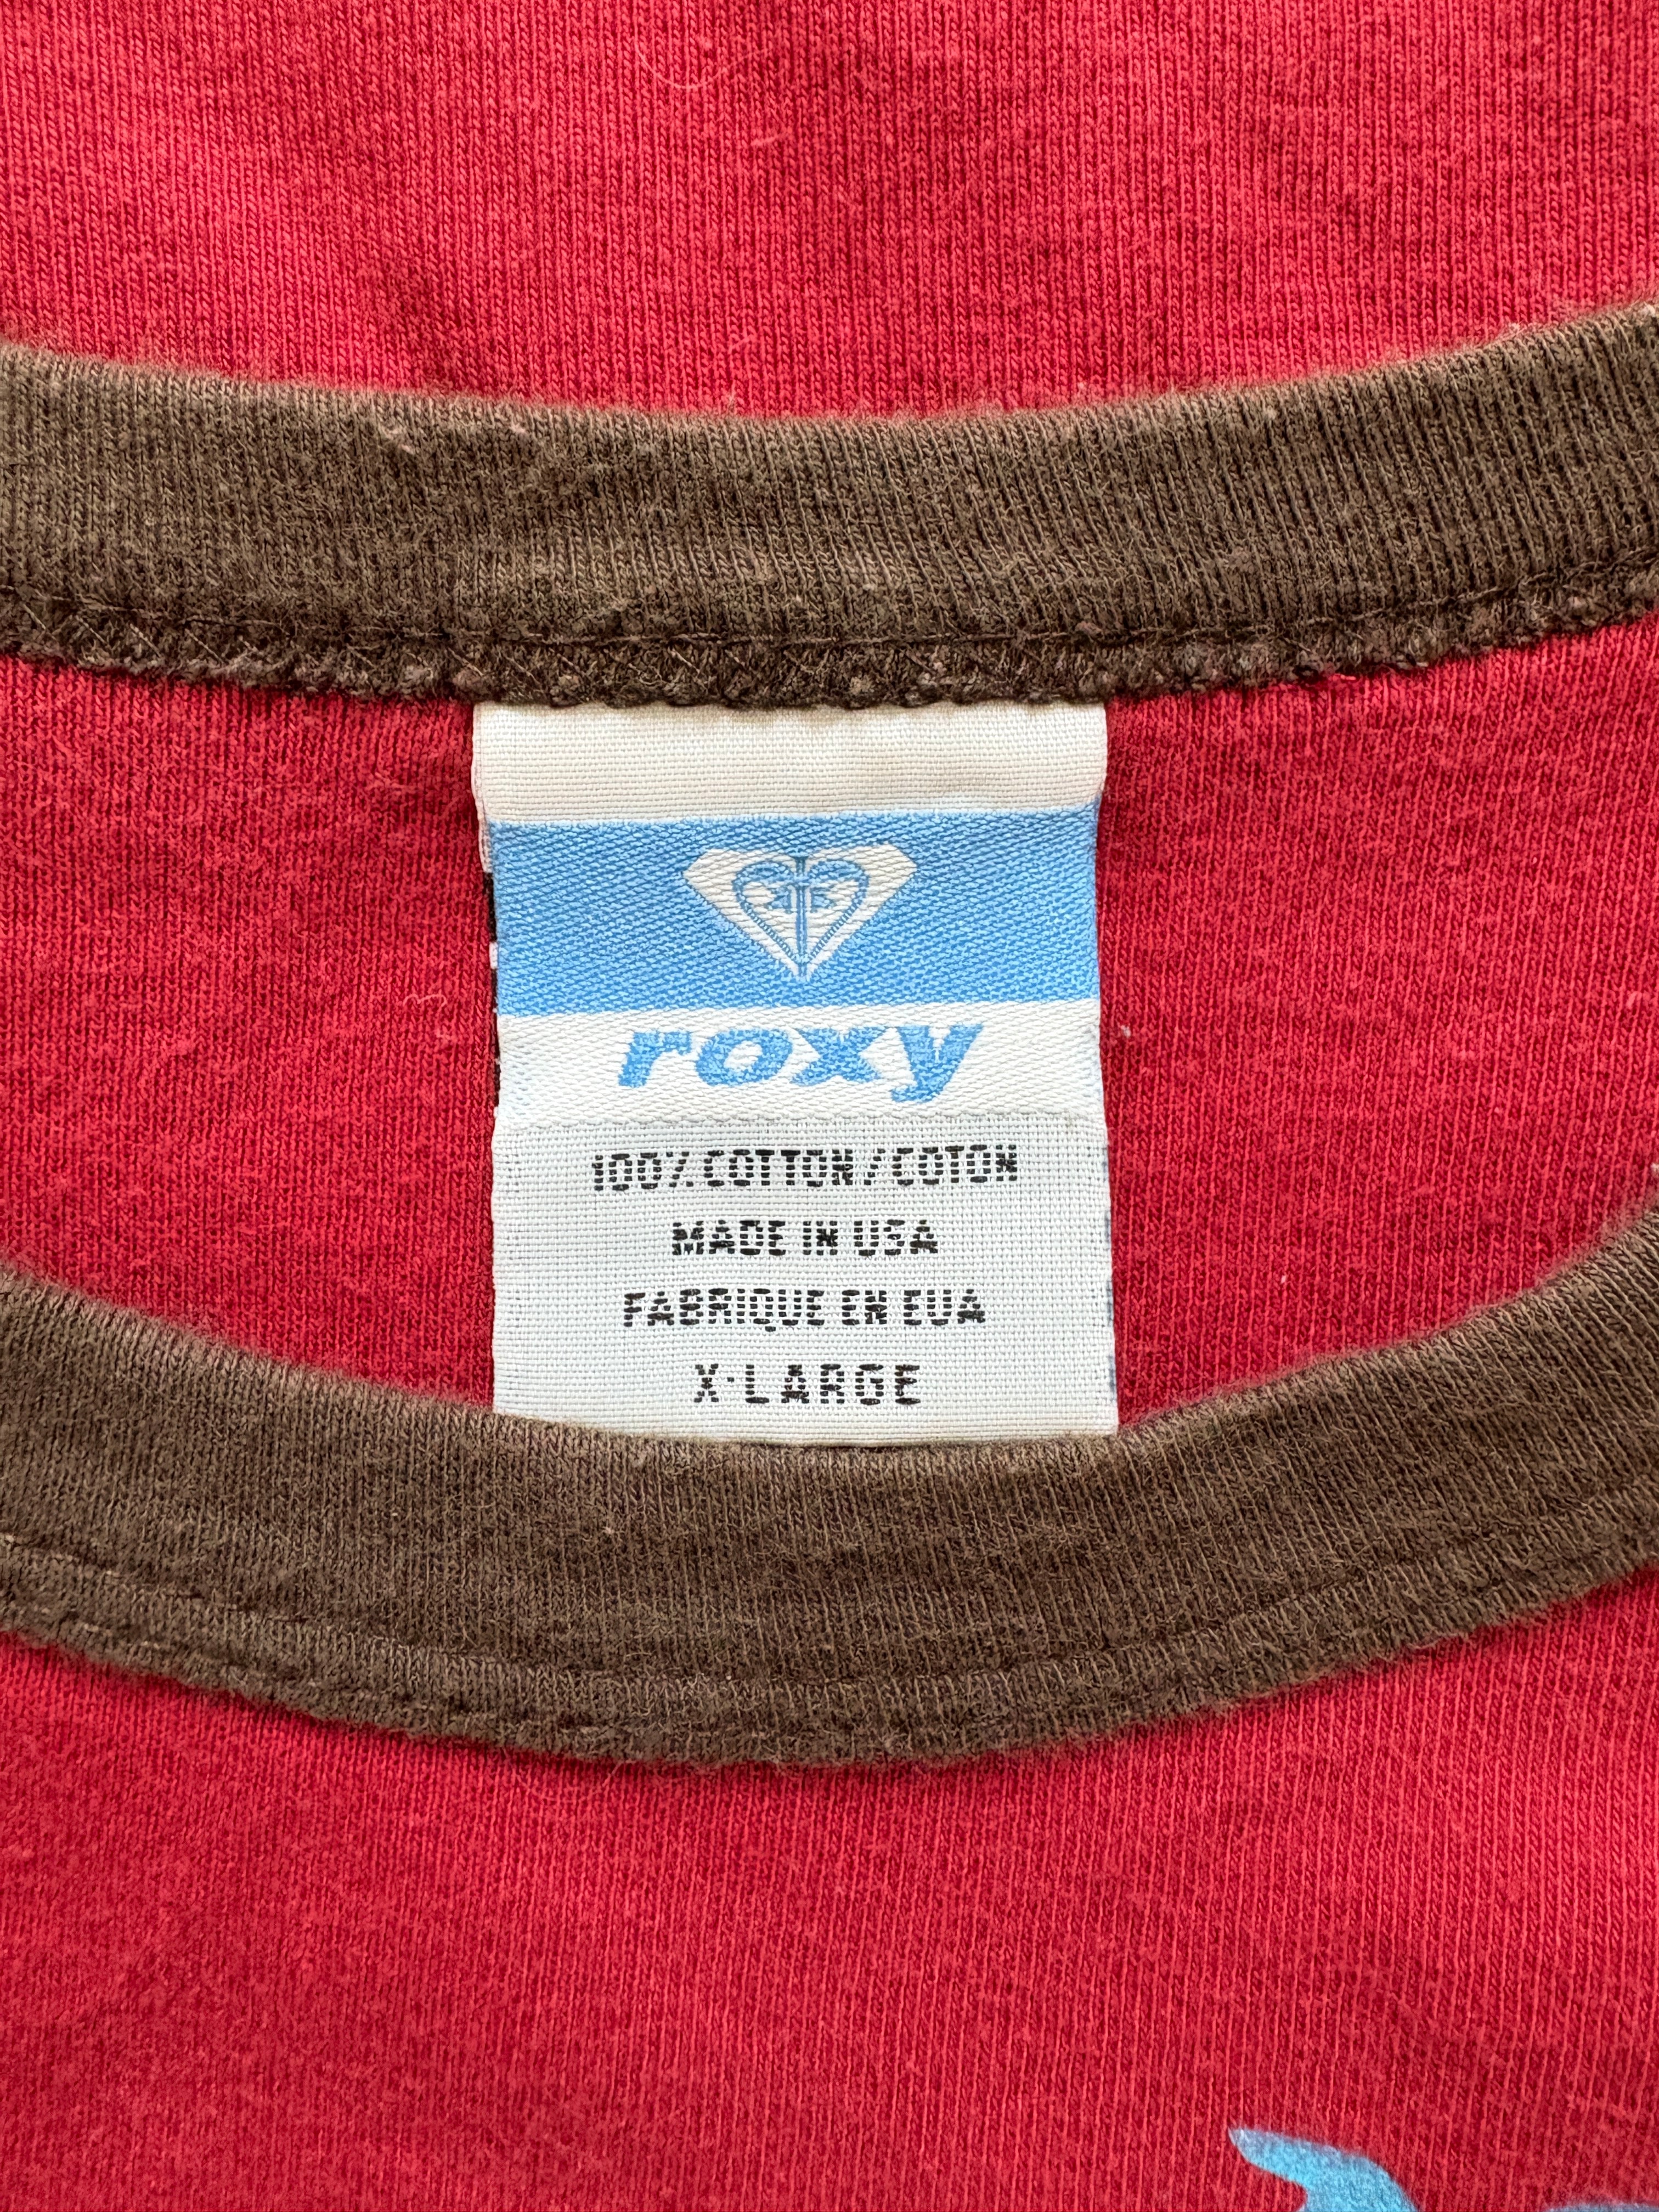 roxy
100% COTTON / COTON
MADE IN USA
FABRIQUE EN EUA
X-LARGE